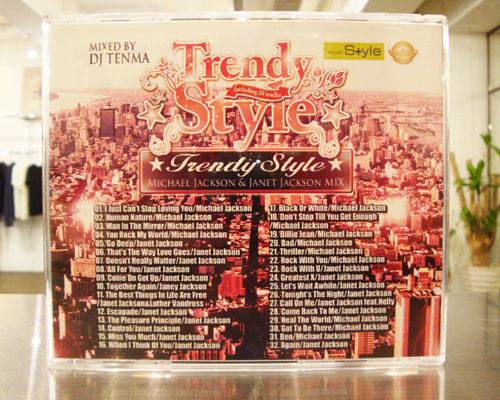 MIXED BY
DJ TENMA
Trendy
(including 32 tracks)
Style
Style
★ Trendy Style ★
MICHAEL JACKSON & JANET JACKSON MIX
01. I Just Can't Stop Loving You/Michael Jackson
02. Human Nature/Michael Jackson
03. Man In The Mirror/Michael Jackson
04. You Rock My World/Michael Jackson
05. Go Deep/Janet Jackson
06. That's The Way Love Goes/Janet Jackson
07. Doesn't Really Matter/Janet Jackson
08. All For You/Janet Jackson
09. Come On Get Up/Janet Jackson
10. Together Again/Janey Jackson
11. The Best Things In Life Are Free
/Janet Jackson&Luther Vandross
12. Escapade/Janet Jackson
13. The Pleasure Principle/Janet Jackson
14. Control/Janet Jackson
15. Miss You Much/Janet Jackson
16. When I Think Of You/Janet Jackson
17. Black Or White/Michael Jackson
18. Don't Stop Till You Get Enough
/Michael Jackson
19. Billie Jean/Michael Jackson
20. Bad/Michael Jackson
21. Thriller/Michael Jackson
22. Rock With You/Michael Jackson
23. Rock With U/Janet Jackson
24. Greatest X/Janet Jackson
25. Let's Wait Awhile/Janet Jackson
26. Tonight's The Night/Janet Jackson
27. Call On Me/Janet Jackson feat.Nelly
28. Come Back To Me/Janet Jackson
29. Heal The World/Michael Jackson
30. Got To Be There/Michael Jackson
31. Ben/Michael Jackson
32. Again/Janet Jackson